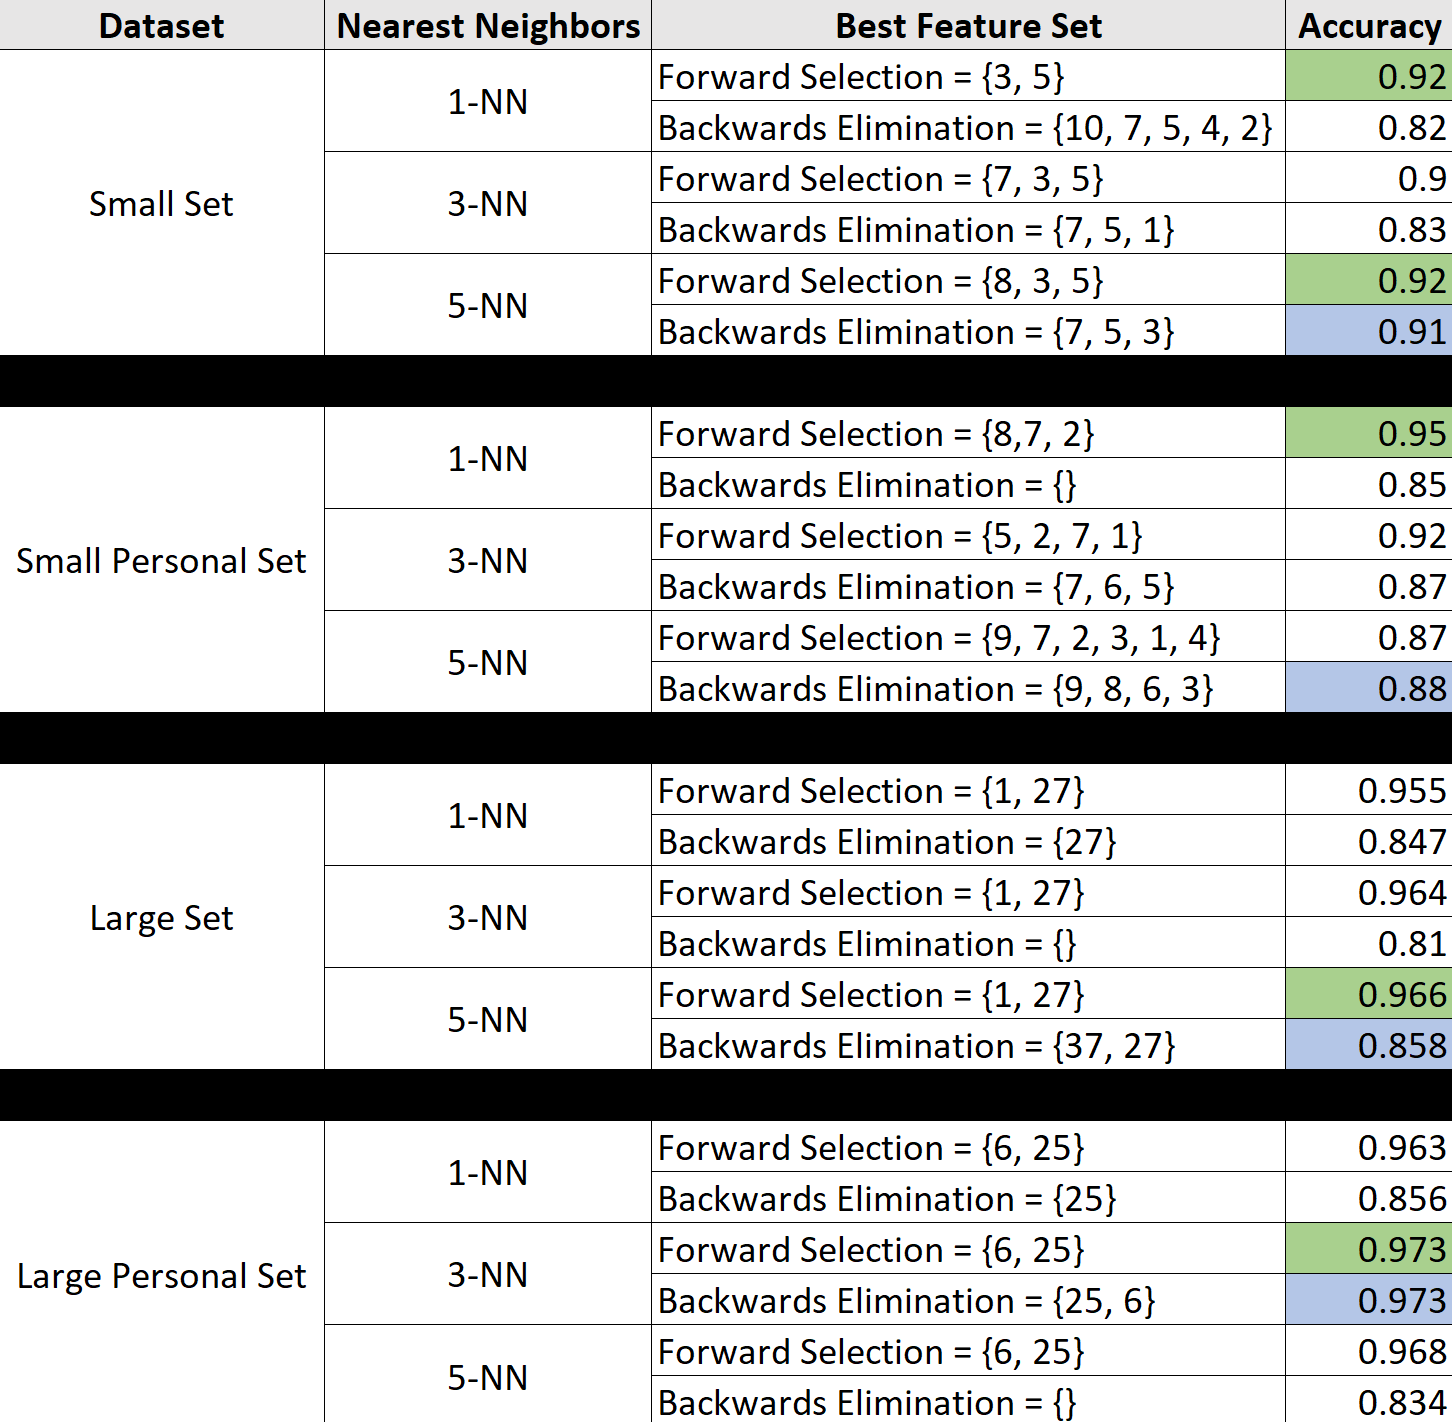 Dataset Nearest Neighbors Best Feature Set Accuracy
Small Set
1-NN
Forward Selection = {3, 5} 0.92
Backwards Elimination = {10, 7, 5, 4, 2} 0.82
3-NN
Forward Selection = {7, 3, 5} 0.9
Backwards Elimination = {7, 5, 1} 0.83
5-NN
Forward Selection = {8, 3, 5} 0.92
Backwards Elimination = {7, 5, 3} 0.91
Small Personal Set
1-NN
Forward Selection = {8,7, 2} 0.95
Backwards Elimination = {} 0.85
3-NN
Forward Selection = {5, 2, 7, 1} 0.92
Backwards Elimination = {7, 6, 5} 0.87
5-NN
Forward Selection = {9, 7, 2, 3, 1, 4} 0.87
Backwards Elimination = {9, 8, 6, 3} 0.88
Large Set
1-NN
Forward Selection = {1, 27} 0.955
Backwards Elimination = {27} 0.847
3-NN
Forward Selection = {1, 27} 0.964
Backwards Elimination = {} 0.81
5-NN
Forward Selection = {1, 27} 0.966
Backwards Elimination = {37, 27} 0.858
Large Personal Set
1-NN
Forward Selection = {6, 25} 0.963
Backwards Elimination = {25} 0.856
3-NN
Forward Selection = {6, 25} 0.973
Backwards Elimination = {25, 6} 0.973
5-NN
Forward Selection = {6, 25} 0.968
Backwards Elimination = {} 0.834